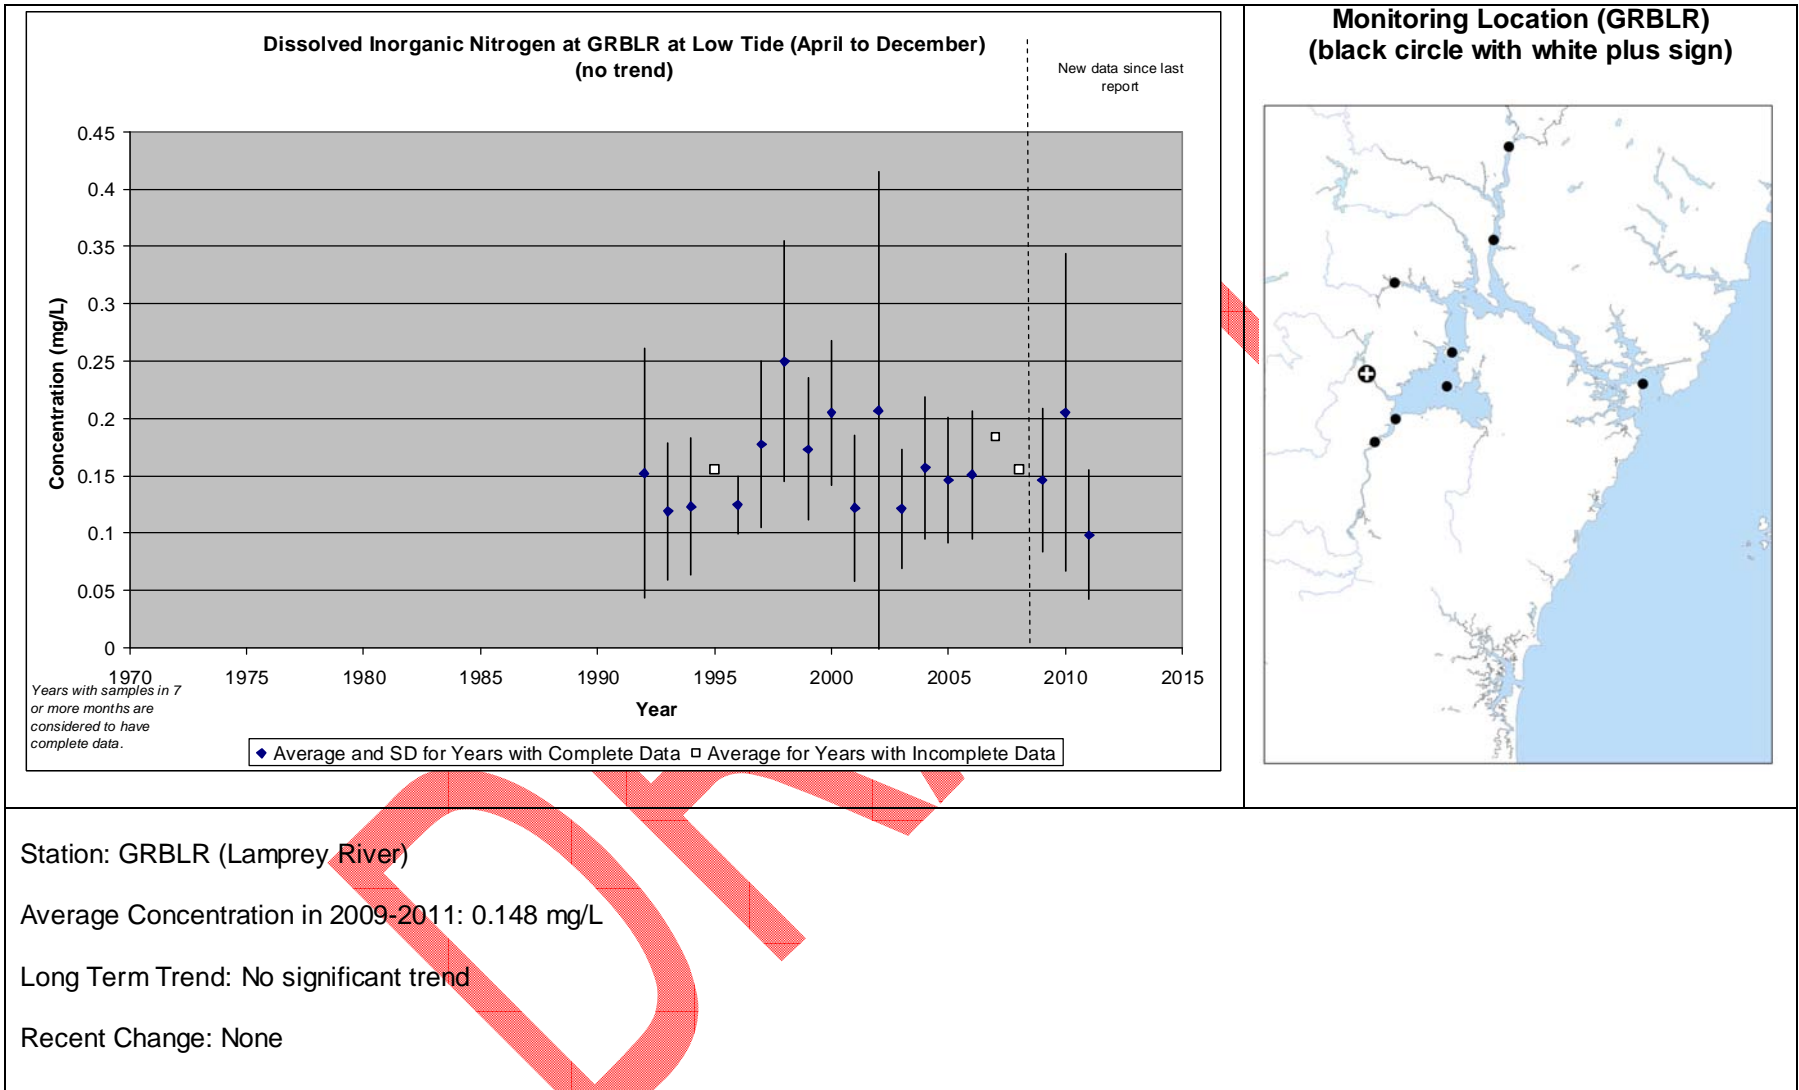 Dissolved Inorganic Nitrogen at GRBLR at Low Tide (April to December)
(no trend)
New data since last
report
0.45
0.4
0.35
0.3
0.25
0.2
0.15
0.1
0.05
0
Concentration (mg/L)
1970 1975 1980 1985 1990 1995 2000 2005 2010 2015
Year
Years with samples in 7
or more months are
considered to have
complete data.
Average and SD for Years with Complete Data Average for Years with Incomplete Data
Monitoring Location (GRBLR)
(black circle with white plus sign)
Station: GRBLR (Lamprey River)
Average Concentration in 2009-2011: 0.148 mg/L
Long Term Trend: No significant trend
Recent Change: None